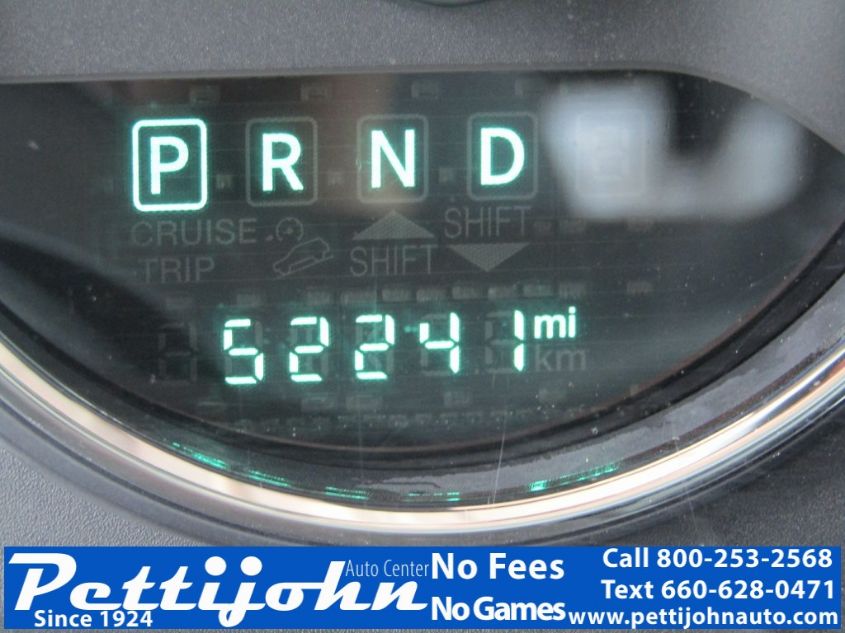 P R N D
CRUISE SHIFT
TRIP SHIFT
52241 mi
km
Pettijohn Auto Center
Since 1924
No Fees
No Games
Call 800-253-2568
Text 660-628-0471
www.pettijohnauto.com